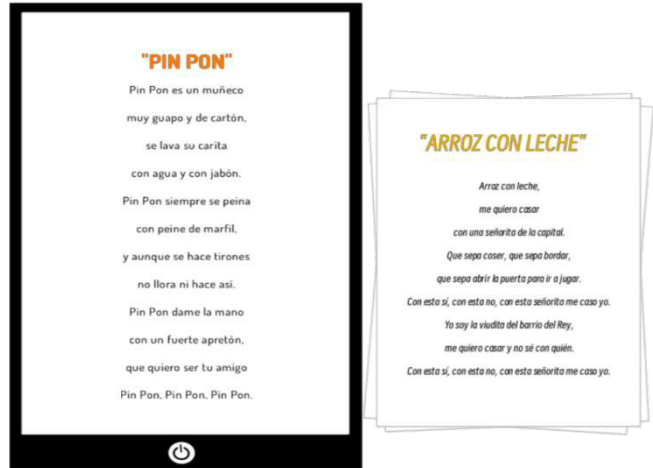 "PIN PON"
Pin Pon es un muñeco
muy guapo y de cartón,
se lava su carita
con agua y con jabón.
Pin Pon siempre se peina
con peine de marfil,
y aunque se hace tirones
no llora ni hace asi.
Pin Pon dame la mano
con un fuerte apretón,
que quiero ser tu amigo
Pin Pon, Pin Pon, Pin Pon.
"ARROZ CON LECHE"
Arroz con leche,
me quiero casar
con una señorita de la capital.
Que sepa coser, que sepa bordar,
que sepa abrir la puerta para ir a jugar.
Con esta sí, con esta no, con esta señorita me caso yo.
Yo soy la viudita del barrio del Rey,
me quiero casar y no sé con quién.
Con esta sí, con esta no, con esta señorita me caso yo.